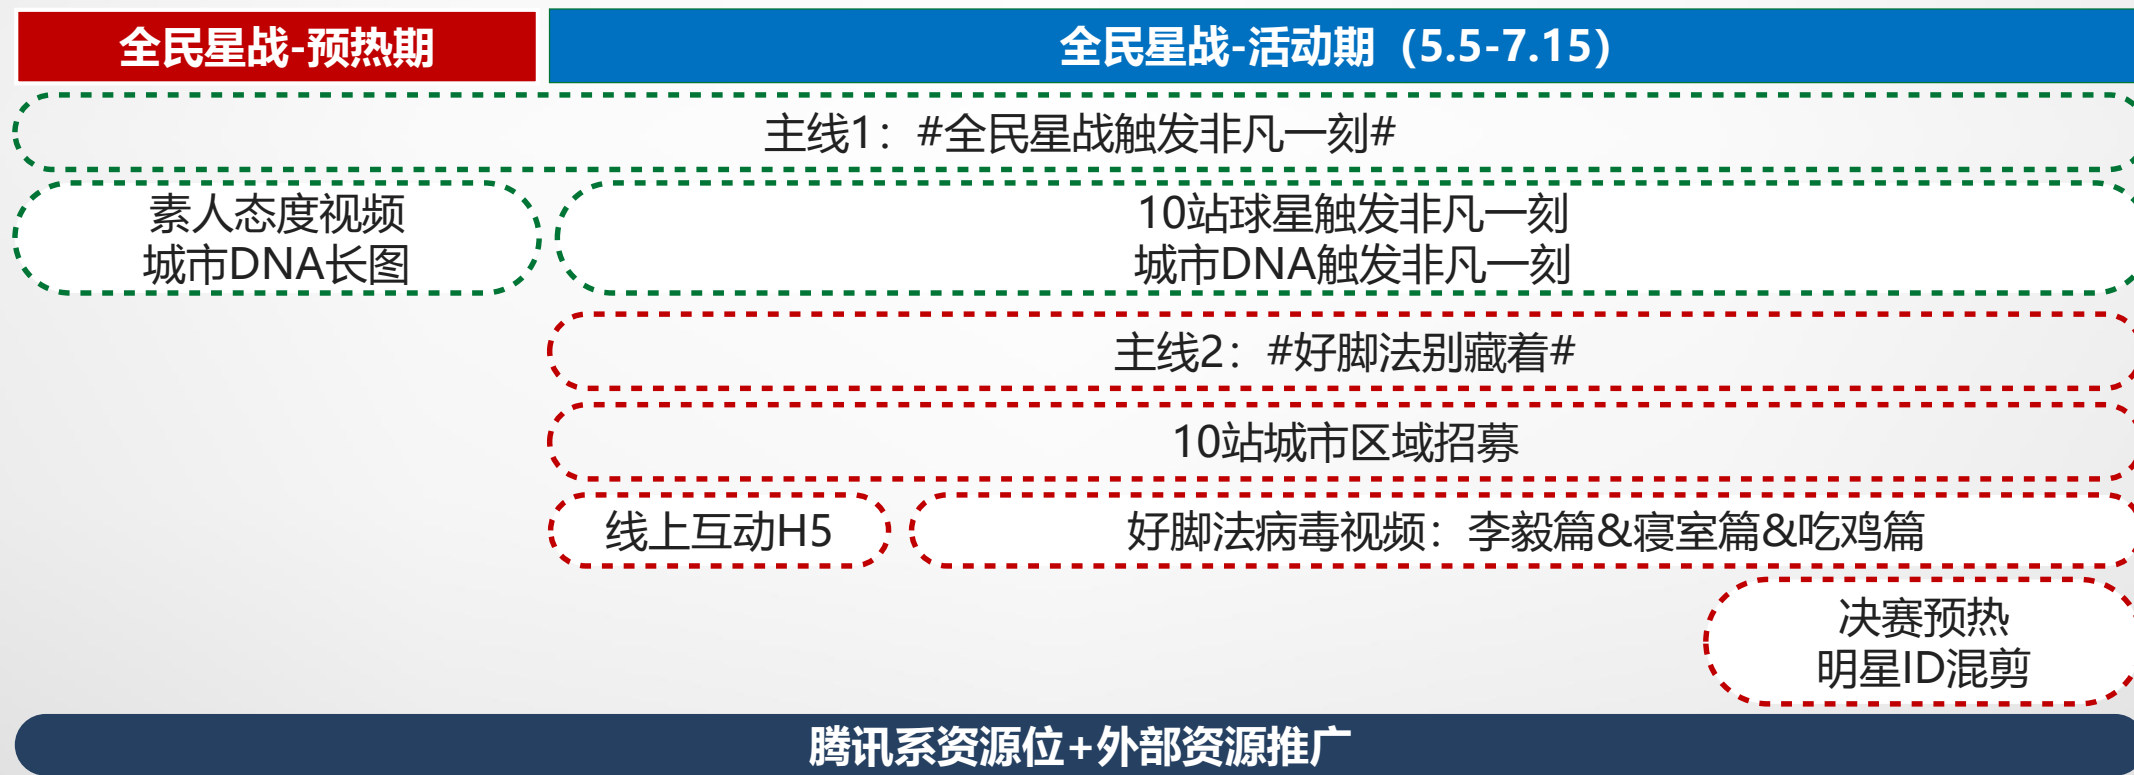 全民星战-预热期
全民星战-活动期（5.5-7.15）
主线1：#全民星战触发非凡一刻#
素人态度视频
城市DNA长图
10站球星触发非凡一刻
城市DNA触发非凡一刻
主线2：#好脚法别藏着#
10站城市区域招募
线上互动H5
好脚法病毒视频：李毅篇&寝室篇&吃鸡篇
决赛预热
明星ID混剪
腾讯系资源位+外部资源推广